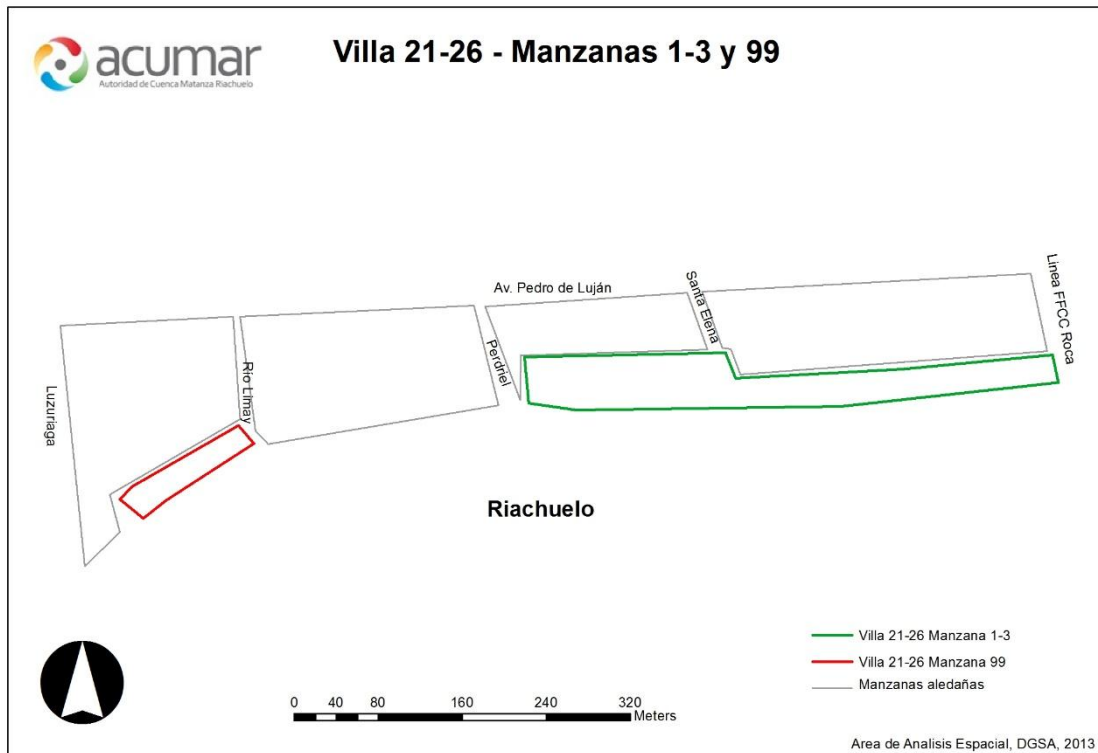 acumar
Autoridad de Cuenca Matanza Riachuelo
Villa 21-26 - Manzanas 1-3 y 99
Av. Pedro de Luján
Santa Elena
Linea FFCC Roca
Perdriel
Rio Limay
Luzuriaga
Riachuelo
Villa 21-26 Manzana 1-3
Villa 21-26 Manzana 99
Manzanas aledañas
0 40 80 160 240 320
Meters
Area de Analisis Espacial, DGSA, 2013